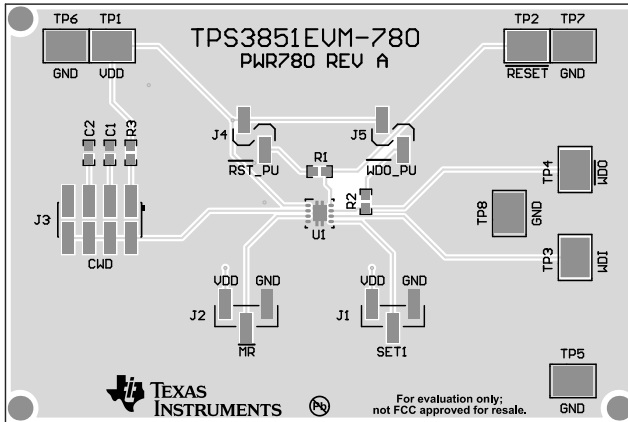 TP6 TP1
TPS3851EVM-780
PWR780 REV A
TP2 TP7
GND VDD
RESET GND
C2 C1 R3
J4
J5
RST_PU
R1
WDO_PU
TP4 WDO
R2
TP8 GND
J3
U1
CWD
TP3 WDI
VDD GND
VDD GND
J2
J1
MR
SET1
TP5
TEXAS
INSTRUMENTS
Pb
For evaluation only;
not FCC approved for resale.
GND